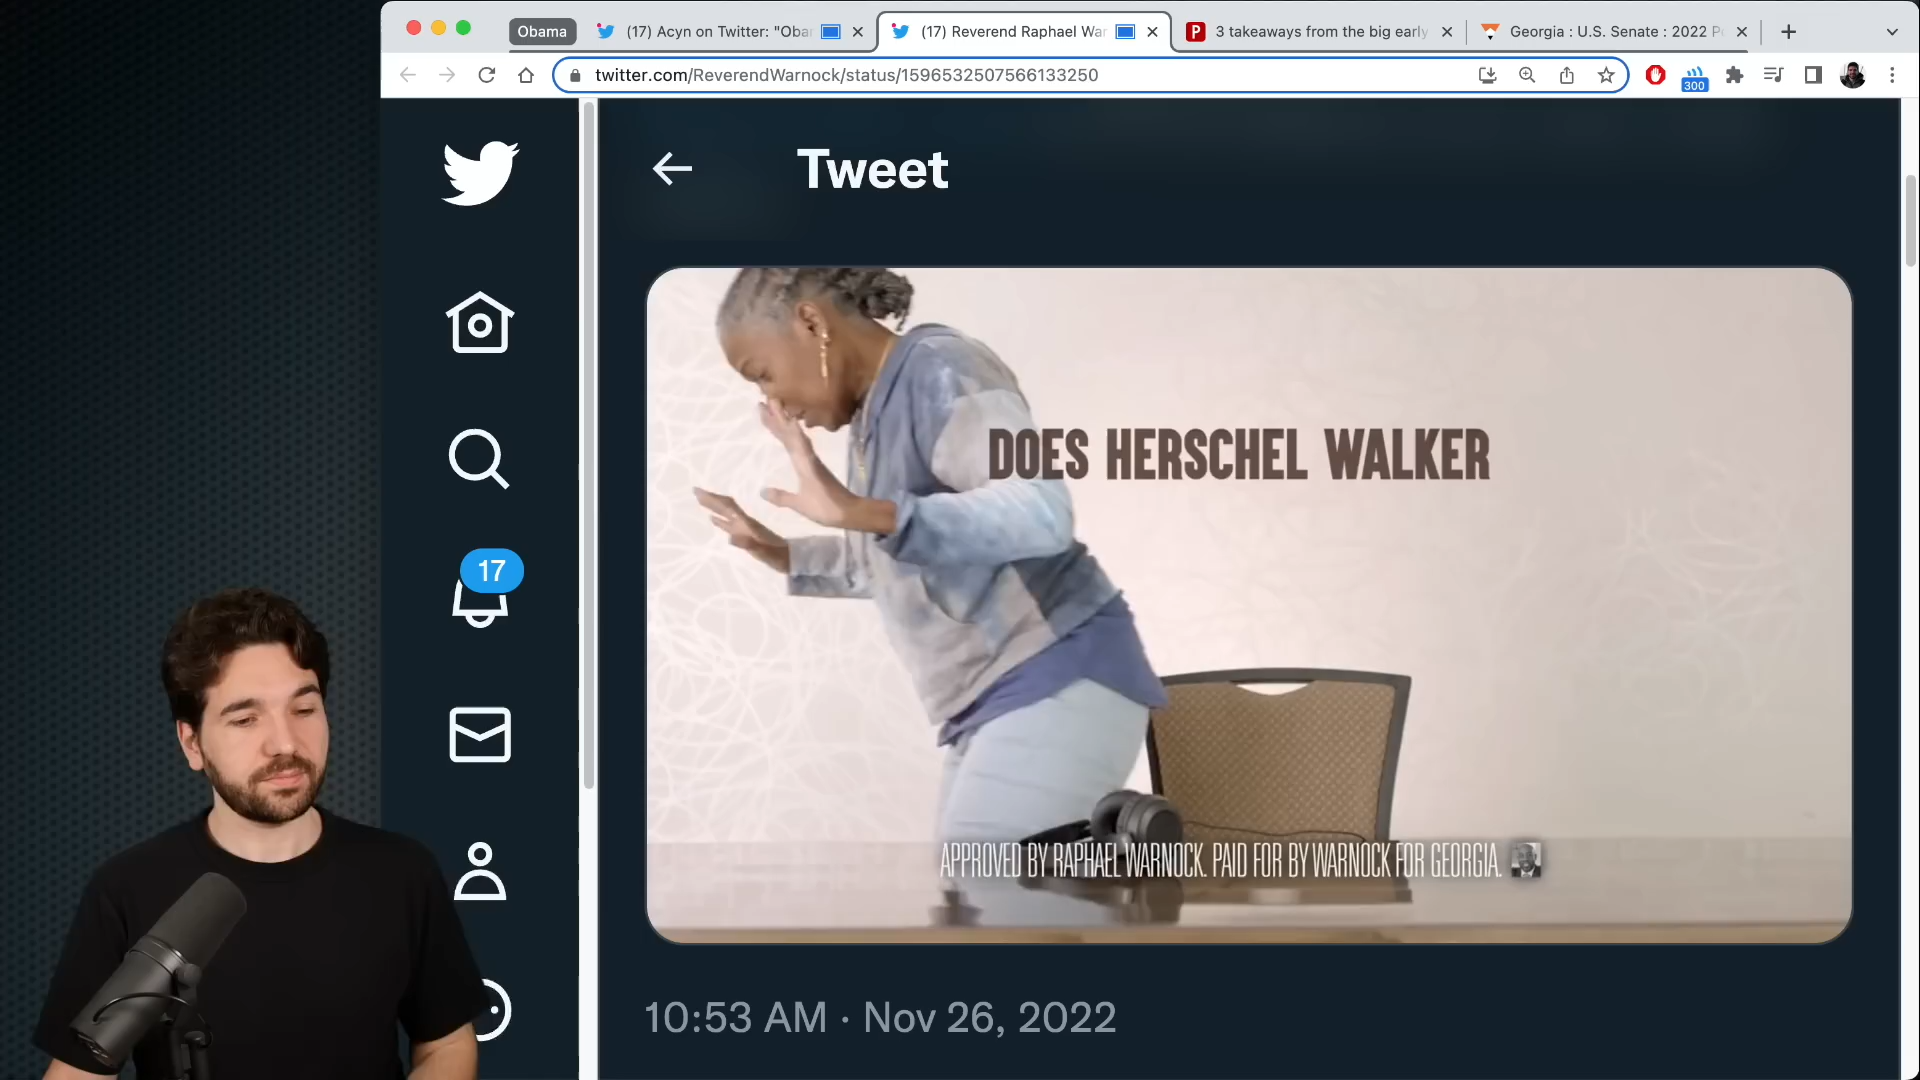 Obama
(17) Acyn on Twitter: "Oba
(17) Reverend Raphael War
3 takeaways from the big early
Georgia : U.S. Senate : 2022 Po
twitter.com/ReverendWarnock/status/1596532507566133250
300
Tweet
DOES HERSCHEL WALKER
17
APPROVED BY RAPHAEL WARNOCK. PAID FOR BY WARNOCK FOR GEORGIA.
10:53 AM · Nov 26, 2022